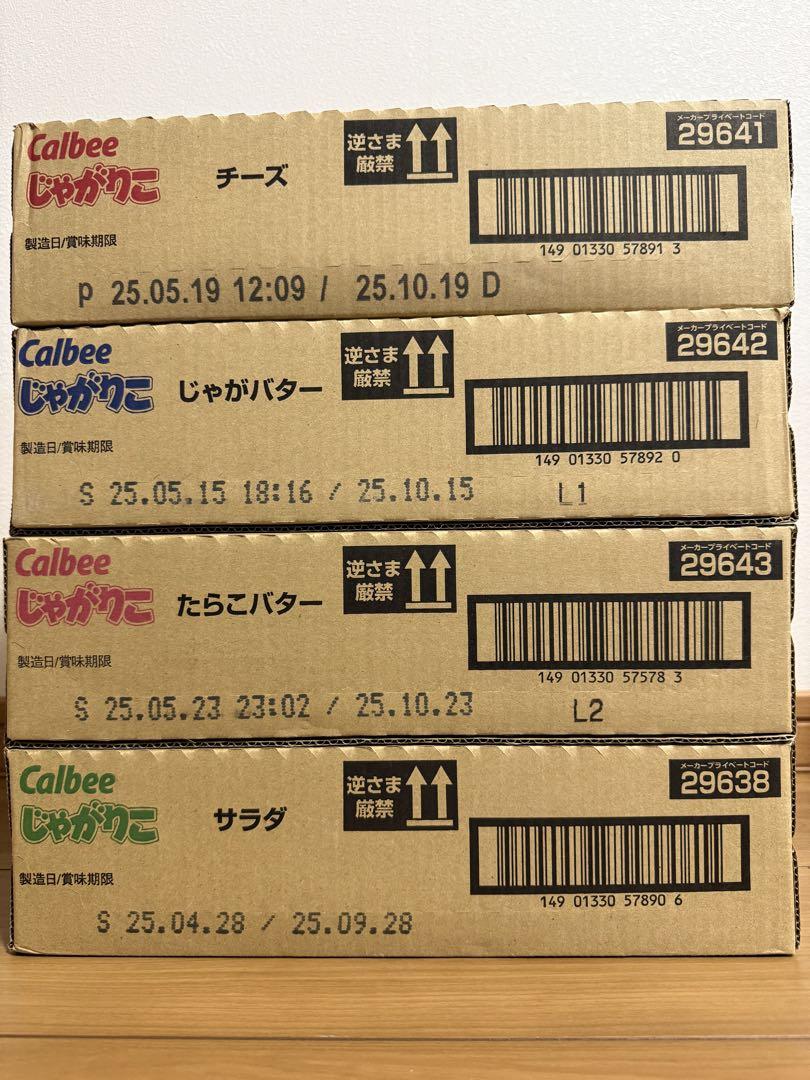 Calbee
じゃがりこ
チーズ
逆さま
厳禁
メーカープライベートコード
29641
149 01330 57891 3
製造日/賞味期限
p 25.05.19 12:09 / 25.10.19 D
Calbee
じゃがりこ
じゃがバター
逆さま
厳禁
メーカープライベートコード
29642
149 01330 57892 0
製造日/賞味期限
S 25.05.15 18:16 / 25.10.15 L1
Calbee
じゃがりこ
たらこバター
逆さま
厳禁
メーカープライベートコード
29643
149 01330 57578 3
製造日/賞味期限
S 25.05.23 23:02 / 25.10.23 L2
Calbee
じゃがりこ
サラダ
逆さま
厳禁
メーカープライベートコード
29638
149 01330 57890 6
製造日/賞味期限
S 25.04.28 / 25.09.28